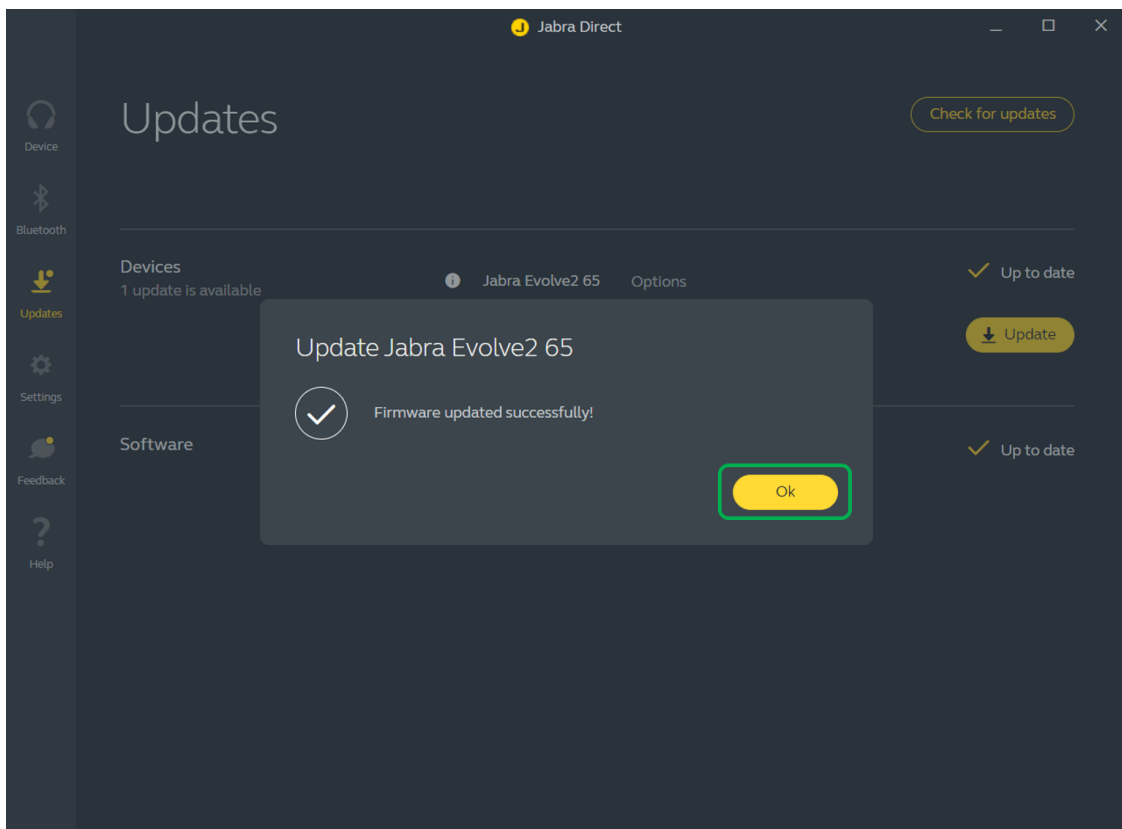 Jabra Direct
Updates
Check for updates
Device
Bluetooth
Devices
1 update is available
Jabra Evolve2 65 Options
Up to date
Updates
Update
Update Jabra Evolve2 65
Firmware updated successfully!
Settings
Software
Up to date
Feedback
Ok
Help